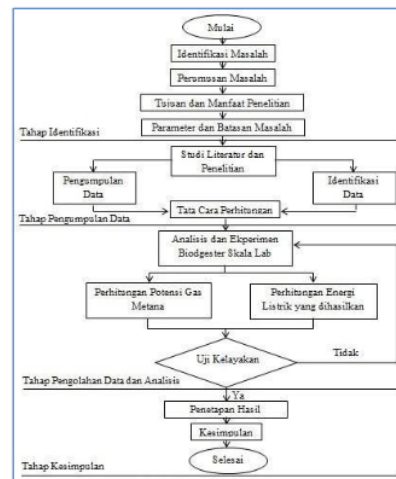 Mulai
Identifikasi Masalah
Perumusan Masalah
Tujuan dan Manfaat Penelitian
Parameter dan Batasan Masalah
Tahap Identifikasi
Studi Literatur dan
Penelitian
Pengumpulan
Data
Identifikasi
Data
Tata Cara Perhitungan
Tahap Pengumpulan Data
Analisis dan Ekperimen
Biodgester Skala Lab
Perhitungan Potensi Gas
Metana
Perhitungan Energi
Listrik yang dihasilkan
Uji Kelayakan
Tidak
Tahap Pengolahan Data dan Analisis
Ya
Penetapan Hasil
Kesimpulan
Selesai
Tahap Kesimpulan